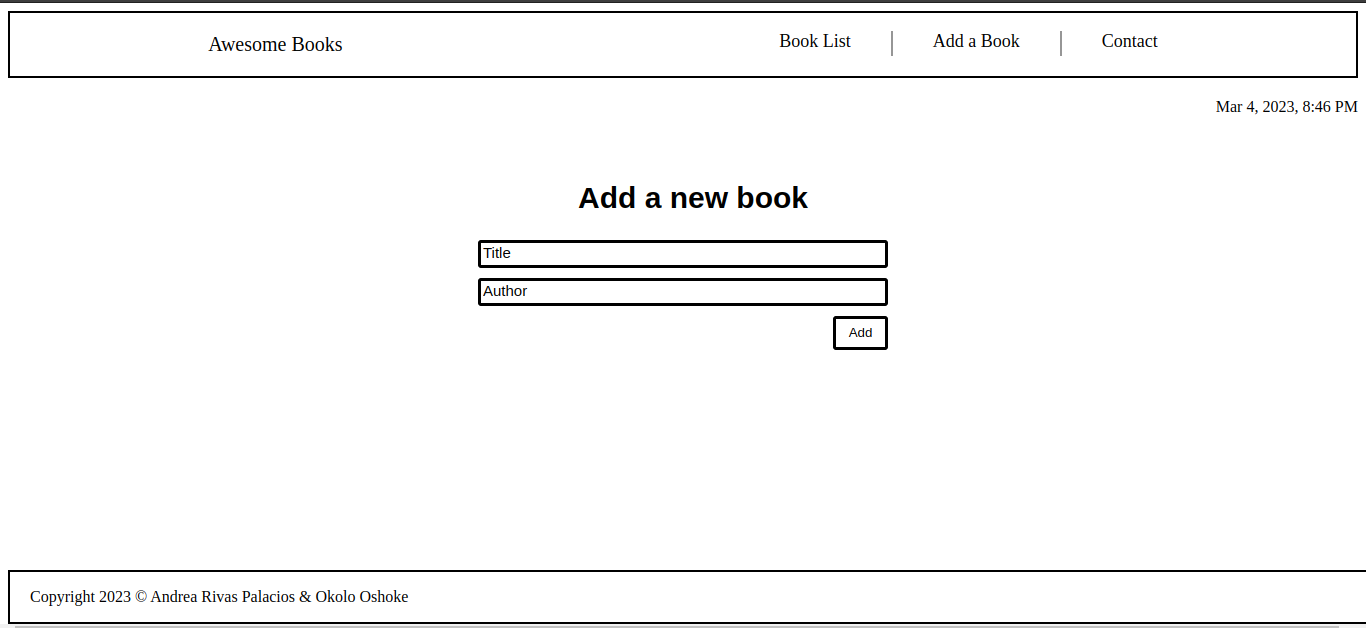 Awesome Books
Book List
Add a Book
Contact
Mar 4, 2023, 8:46 PM
Add a new book
Title
Author
Add
Copyright 2023 © Andrea Rivas Palacios & Okolo Oshoke